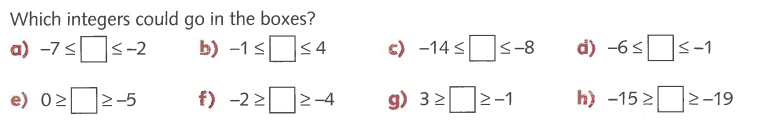 Which integers could go in the boxes?
a) –7 ≤ □ ≤ –2 b) –1 ≤ □ ≤ 4 c) –14 ≤ □ ≤ –8 d) –6 ≤ □ ≤ –1
e) 0 ≥ □ ≥ –5 f) –2 ≥ □ ≥ –4 g) 3 ≥ □ ≥ –1 h) –15 ≥ □ ≥ –19